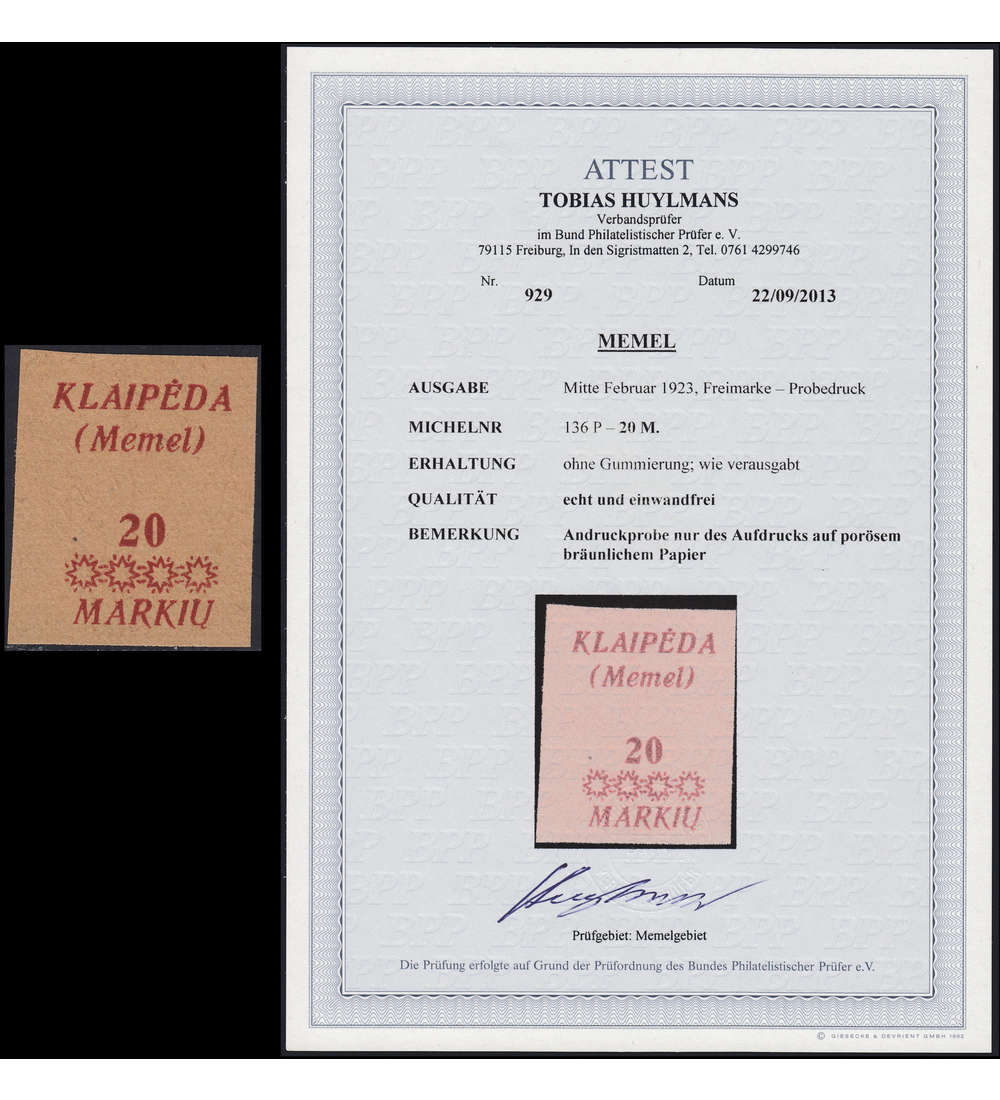 KLAIPĖDA
(Memel)
20
MARKIŲ
ATTEST
TOBIAS HUYLMANS
Verbandsprüfer
im Bund Philatelistischer Prüfer e. V.
79115 Freiburg, In den Sigristmatten 2, Tel. 0761 4299746
Nr. 929 Datum 22/09/2013
MEMEL
AUSGABE Mitte Februar 1923, Freimarke – Probedruck
MICHELNR 136 P – 20 M.
ERHALTUNG ohne Gummierung; wie verausgabt
QUALITÄT echt und einwandfrei
BEMERKUNG Andruckprobe nur des Aufdrucks auf porösem
bräunlichem Papier
KLAIPĖDA
(Memel)
20
MARKIŲ
Prüfgebiet: Memelgebiet
Die Prüfung erfolgte auf Grund der Prüfordnung des Bundes Philatelistischer Prüfer e.V.
© GIESECKE & DEVRIENT GMBH 1992